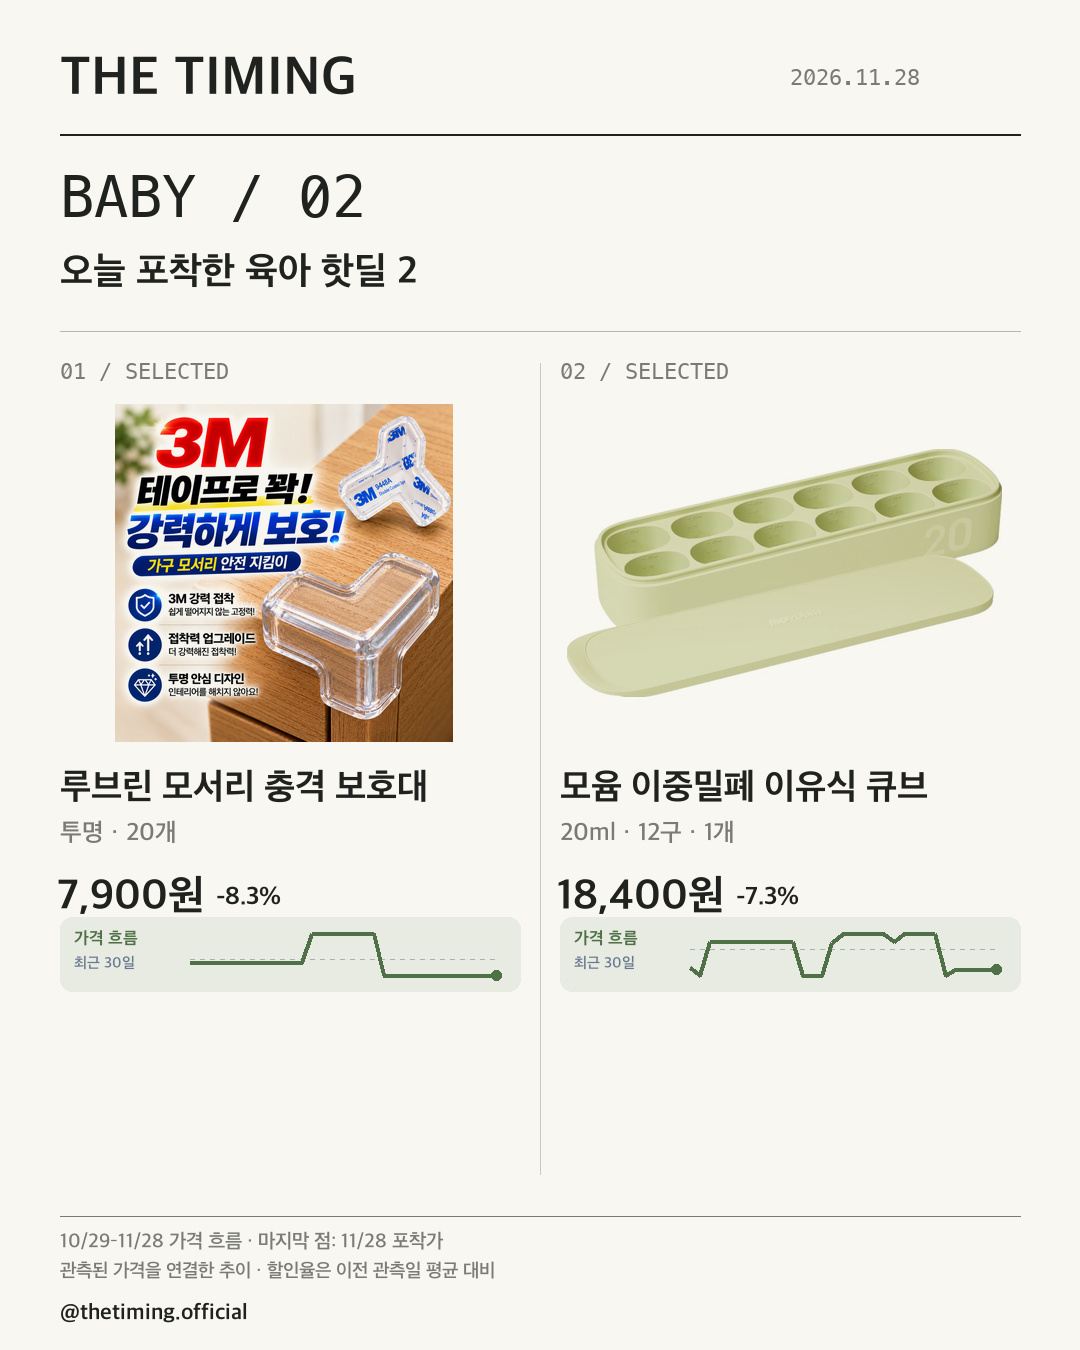 THE TIMING
2026.11.28
BABY / 02
오늘 포착한 육아 핫딜 2
01 / SELECTED
3M
테이프로 꽉!
강력하게 보호!
가구 모서리 안전 지킴이
3M 강력 접착
쉽게 떨어지지 않는 고정력!
접착력 업그레이드
더 강력해진 접착력!
투명 안심 디자인
인테리어를 해치지 않아요!
3M
3M 9448A
3M
루브린 모서리 충격 보호대
투명 · 20개
7,900원 -8.3%
가격 흐름
최근 30일
02 / SELECTED
20
모윰 이중밀폐 이유식 큐브
20ml · 12구 · 1개
18,400원 -7.3%
가격 흐름
최근 30일
10/29-11/28 가격 흐름 · 마지막 점: 11/28 포착가
관측된 가격을 연결한 추이 · 할인율은 이전 관측일 평균 대비
@thetiming.official